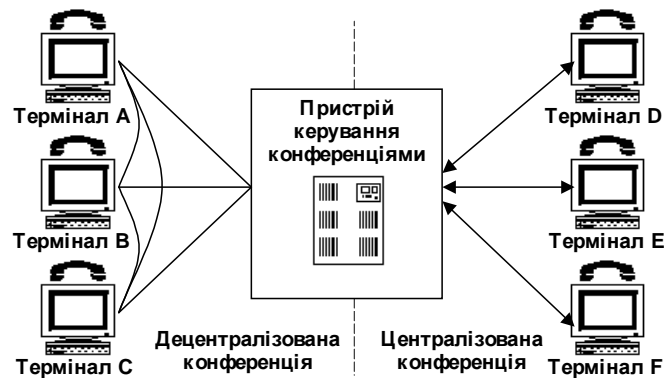 Термінал A
Термінал B
Термінал C
Пристрій
керування
конференціями
Децентралізована
конференція
Централізована
конференція
Термінал D
Термінал E
Термінал F